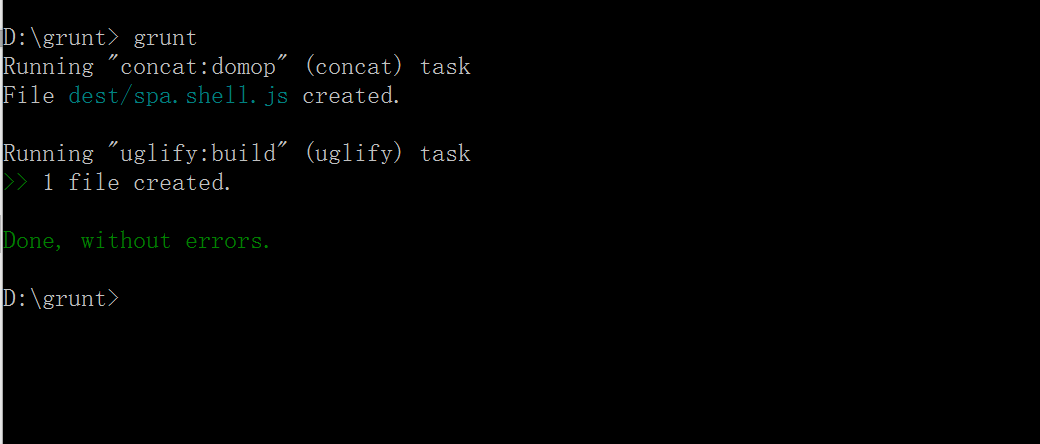 D:\grunt> grunt
Running "concat:domop" (concat) task
File dest/spa.shell.js created.
Running "uglify:build" (uglify) task
>> 1 file created.
Done, without errors.
D:\grunt>